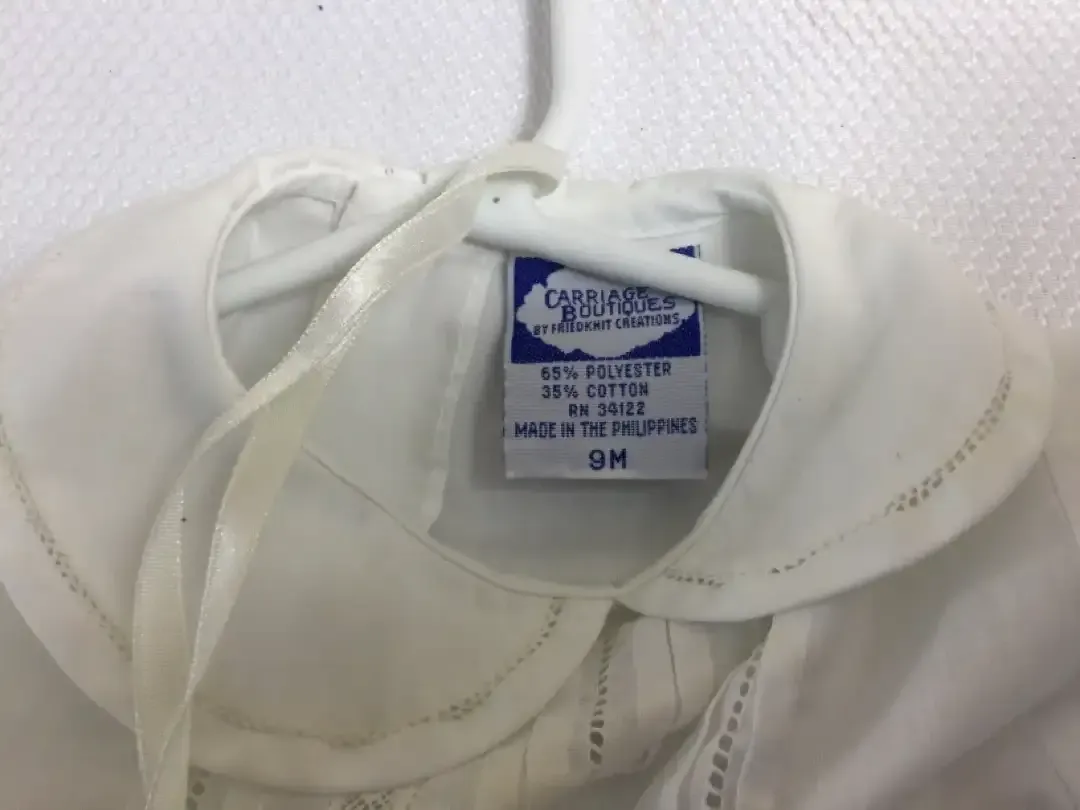 CARRIAGE
BOUTIQUES
BY FRIEDKNIT CREATIONS
65% POLYESTER
35% COTTON
RN 34122
MADE IN THE PHILIPPINES
9M